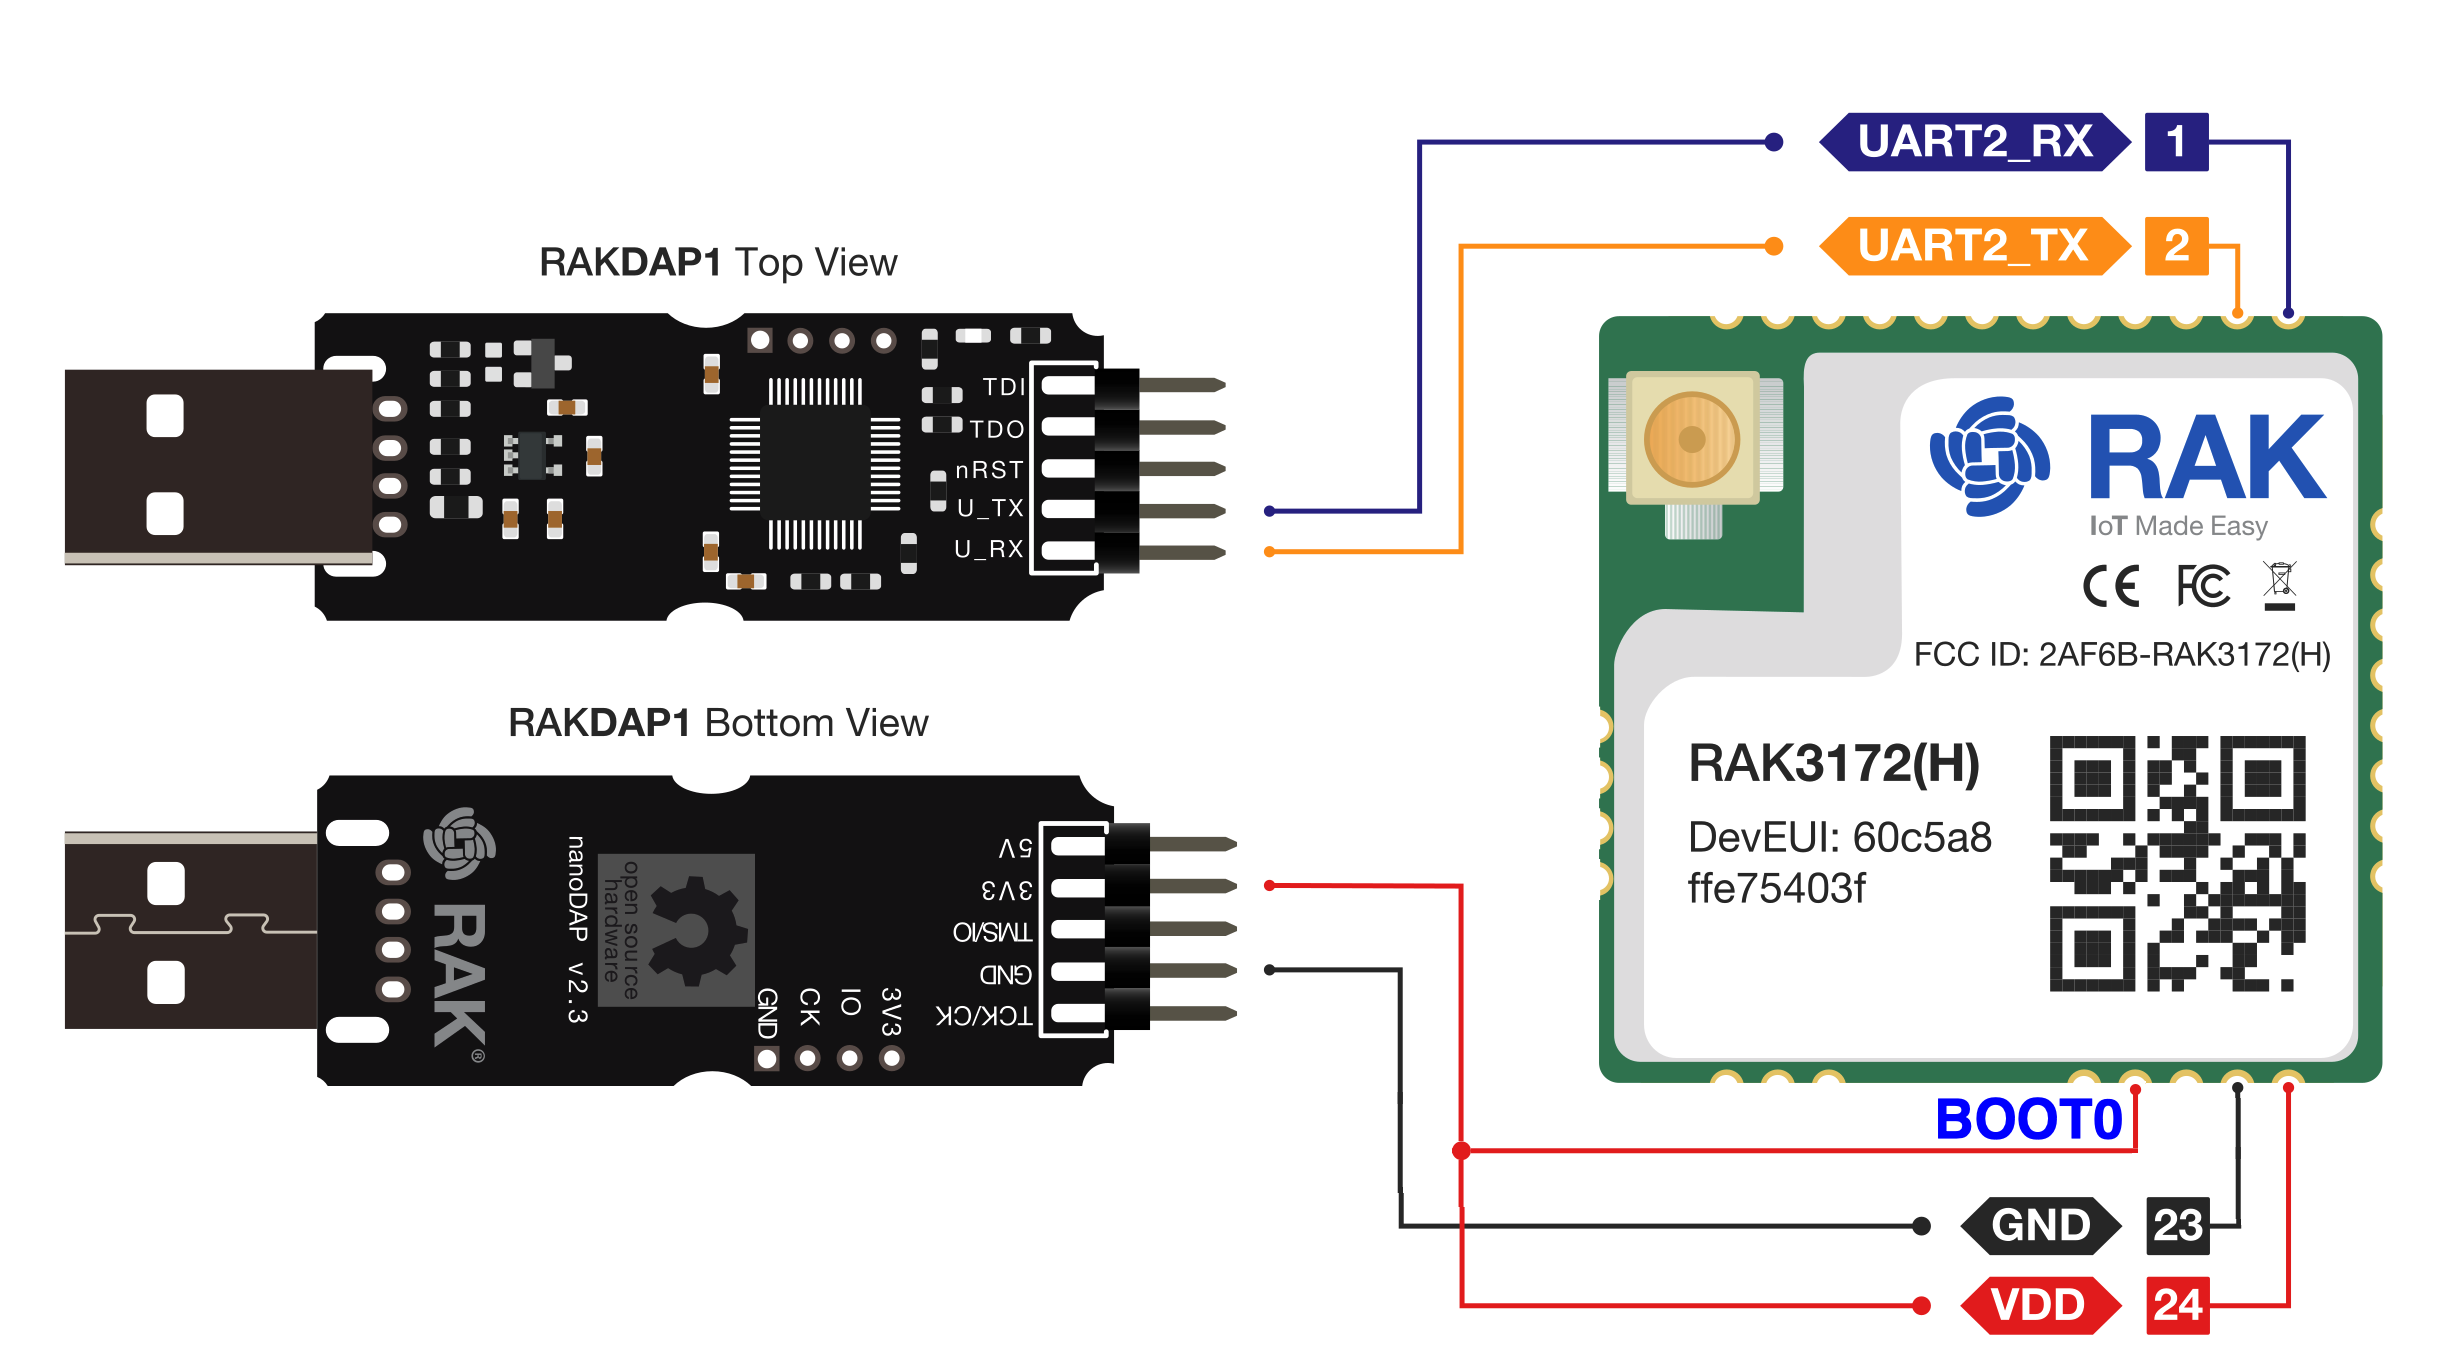 UART2_RX 1
UART2_TX 2
RAKDAP1 Top View
TDI
TDO
nRST
U_TX
U_RX
RAK
IoT Made Easy
CE FC
FCC ID: 2AF6B-RAK3172(H)
RAK3172(H)
DevEUI: 60c5a8
ffe75403f
RAKDAP1 Bottom View
RAK®
nanoDAP v2.3
open source
hardware
GND
CK
IO
3V3
5V
3V3
TMS/IO
GND
TCK/CK
BOOT0
GND 23
VDD 24